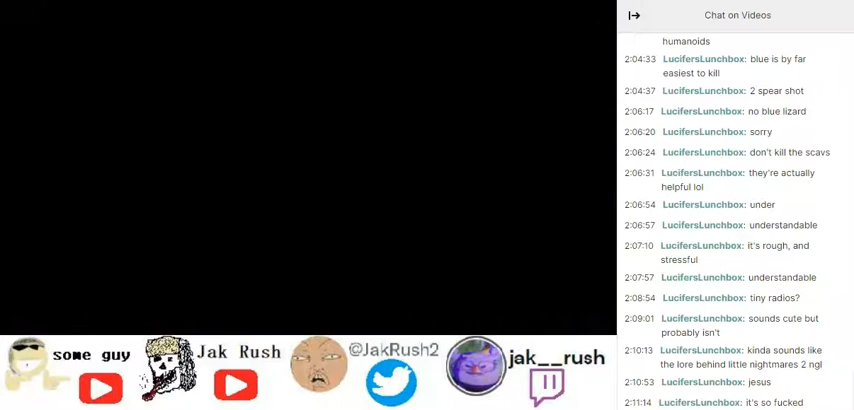 Chat on Videos
humanoids
2:04:33 LucifersLunchbox: blue is by far
easiest to kill
2:04:37 LucifersLunchbox: 2 spear shot
2:06:17 LucifersLunchbox: no blue lizard
2:06:20 LucifersLunchbox: sorry
2:06:24 LucifersLunchbox: don't kill the scavs
2:06:31 LucifersLunchbox: they're actually
helpful lol
2:06:54 LucifersLunchbox: under
2:06:57 LucifersLunchbox: understandable
2:07:10 LucifersLunchbox: it's rough, and
stressful
2:07:57 LucifersLunchbox: understandable
2:08:54 LucifersLunchbox: tiny radios?
2:09:01 LucifersLunchbox: sounds cute but
probably isn't
2:10:13 LucifersLunchbox: kinda sounds like
the lore behind little nightmares 2 ngl
2:10:53 LucifersLunchbox: jesus
2:11:14 LucifersLunchbox: it's so fucked
some guy
Jak Rush
@JakRush2
jak__rush